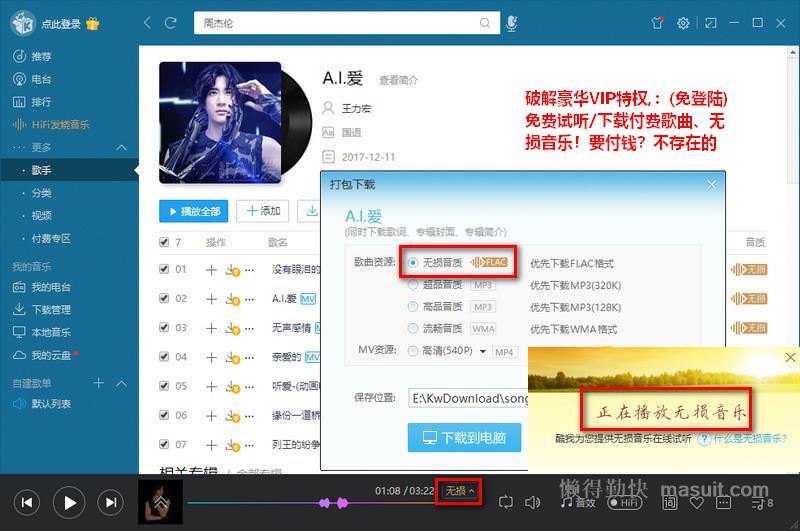 点此登录
周杰伦
推荐
电台
排行
HiFi发烧音乐
更多
歌手
分类
视频
付费专区
我的音乐
我的电台
下载管理
本地音乐
我的云盘
自建歌单
默认列表
A.I.爱 查看简介
王力宏
Aa 国语
2017-12-11
播放全部
添加
7 操作 歌名 音质
破解豪华VIP特权,：(免登陆)
免费试听/下载付费歌曲、无
损音乐！要付钱？不存在的
01 没有眼泪的 无损
02 A.I.爱 MV 无损
03 无声感情 无损
04 亲爱的 MV
05 听爱-(动画
06 缘份一道桥
07 列王的纷争
相关专辑 / 全部专辑
打包下载
A.I.爱
(同时下载歌词、专辑封面、专辑简介)
歌曲资源: 无损音质 FLAC 优先下载FLAC格式
超品音质 MP3 优先下载MP3(320K)
高品音质 MP3 优先下载MP3(128K)
流畅音质 WMA 优先下载WMA格式
MV资源: 高清(540P) MP4
保存位置: E:\KwDownload\song
下载到电脑
正在播放无损音乐
酷我为您提供无损音乐在线试听 ? 什么是无损音质?
01:08 / 03:22 无损
音效 HiFi 词 8
懒得勤快 masuit.com